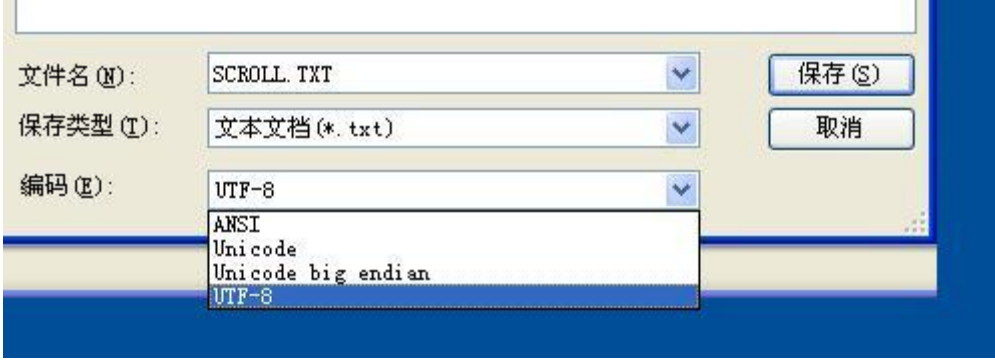 文件名(N): SCROLL.TXT 保存(S)
保存类型(T): 文本文档(*.txt) 取消
编码(E): UTF-8
ANSI
Unicode
Unicode big endian
UTF-8